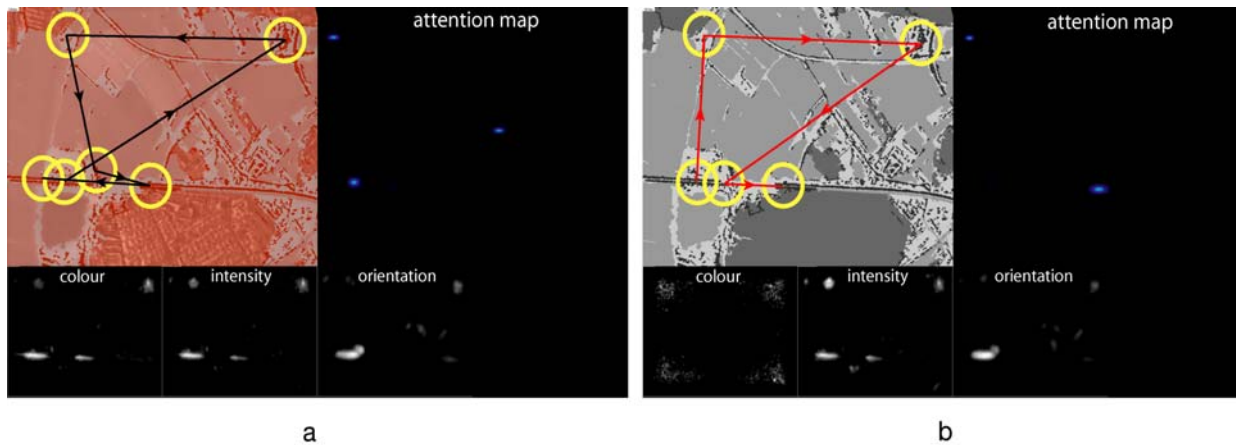 attention map
colour
intensity
orientation
a
attention map
colour
intensity
orientation
b